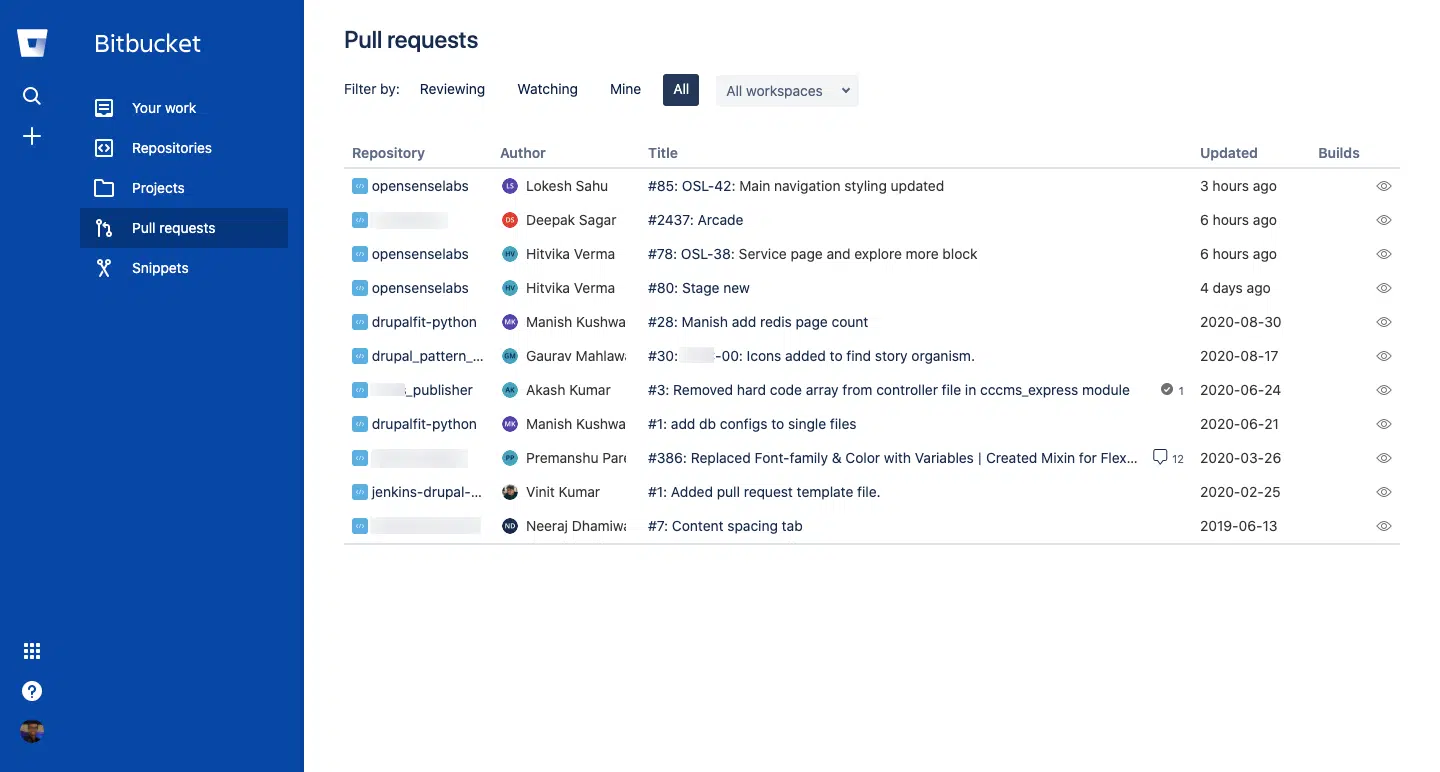 Bitbucket
Your work
Repositories
Projects
Pull requests
Snippets
Pull requests
Filter by: Reviewing Watching Mine All All workspaces
Repository Author Title Updated Builds
opensenselabs LS Lokesh Sahu #85: OSL-42: Main navigation styling updated 3 hours ago
DS Deepak Sagar #2437: Arcade 6 hours ago
opensenselabs HV Hitvika Verma #78: OSL-38: Service page and explore more block 6 hours ago
opensenselabs HV Hitvika Verma #80: Stage new 4 days ago
drupalfit-python MK Manish Kushwa #28: Manish add redis page count 2020-08-30
drupal_pattern_... GM Gaurav Mahlawa #30: -00: Icons added to find story organism. 2020-08-17
_publisher AK Akash Kumar #3: Removed hard code array from controller file in cccms_express module 1 2020-06-24
drupalfit-python MK Manish Kushwa #1: add db configs to single files 2020-06-21
PP Premanshu Pare #386: Replaced Font-family & Color with Variables | Created Mixin for Flex... 12 2020-03-26
jenkins-drupal-... Vinit Kumar #1: Added pull request template file. 2020-02-25
ND Neeraj Dhamiwa #7: Content spacing tab 2019-06-13